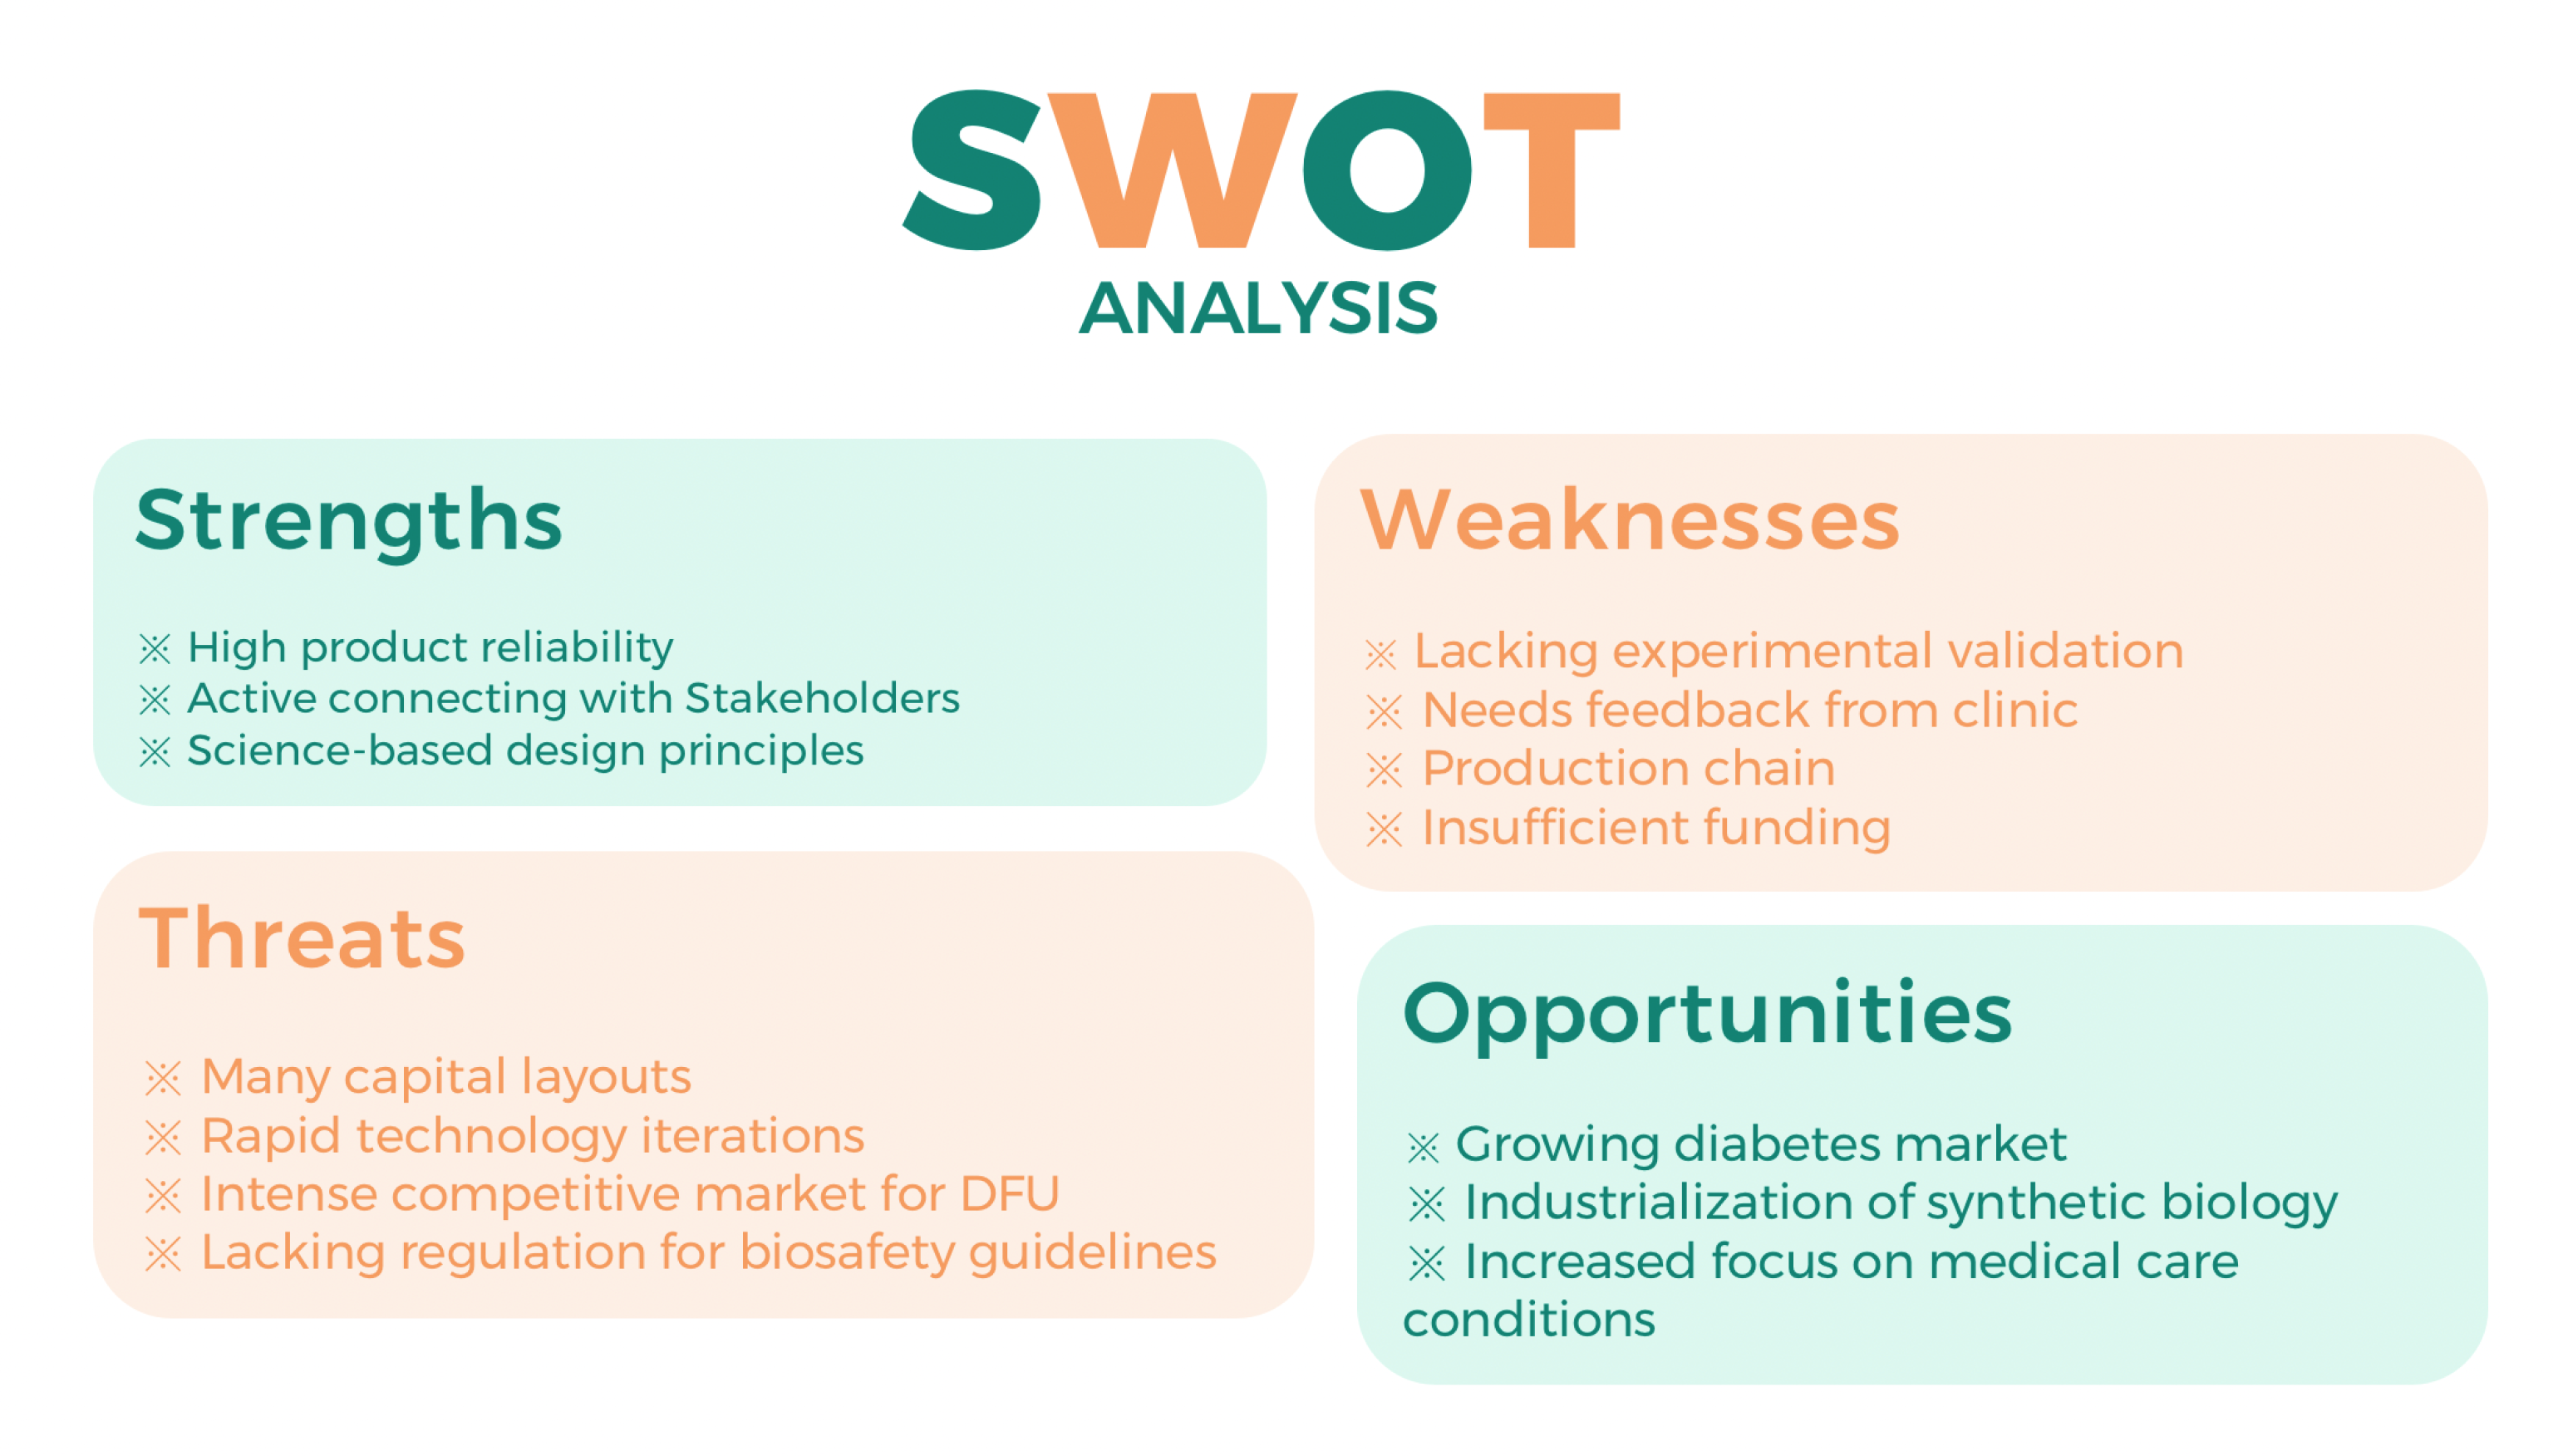 SWOT
ANALYSIS
Strengths
※ High product reliability
※ Active connecting with Stakeholders
※ Science-based design principles
Weaknesses
※ Lacking experimental validation
※ Needs feedback from clinic
※ Production chain
※ Insufficient funding
Threats
※ Many capital layouts
※ Rapid technology iterations
※ Intense competitive market for DFU
※ Lacking regulation for biosafety guidelines
Opportunities
※ Growing diabetes market
※ Industrialization of synthetic biology
※ Increased focus on medical care
conditions